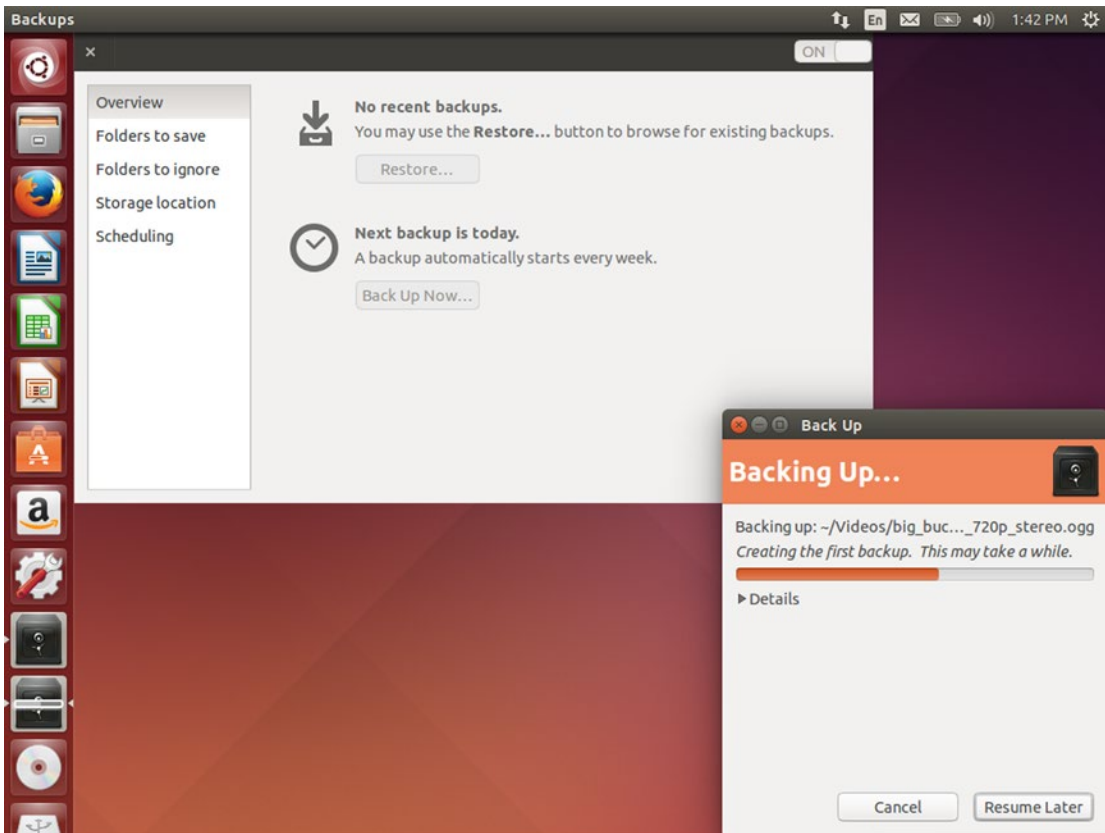 Backups
En
1:42 PM
ON
Overview
Folders to save
Folders to ignore
Storage location
Scheduling
No recent backups.
You may use the Restore... button to browse for existing backups.
Restore...
Next backup is today.
A backup automatically starts every week.
Back Up Now...
a
Back Up
Backing Up...
Backing up: ~/Videos/big_buc..._720p_stereo.ogg
Creating the first backup.  This may take a while.
Details
Cancel
Resume Later